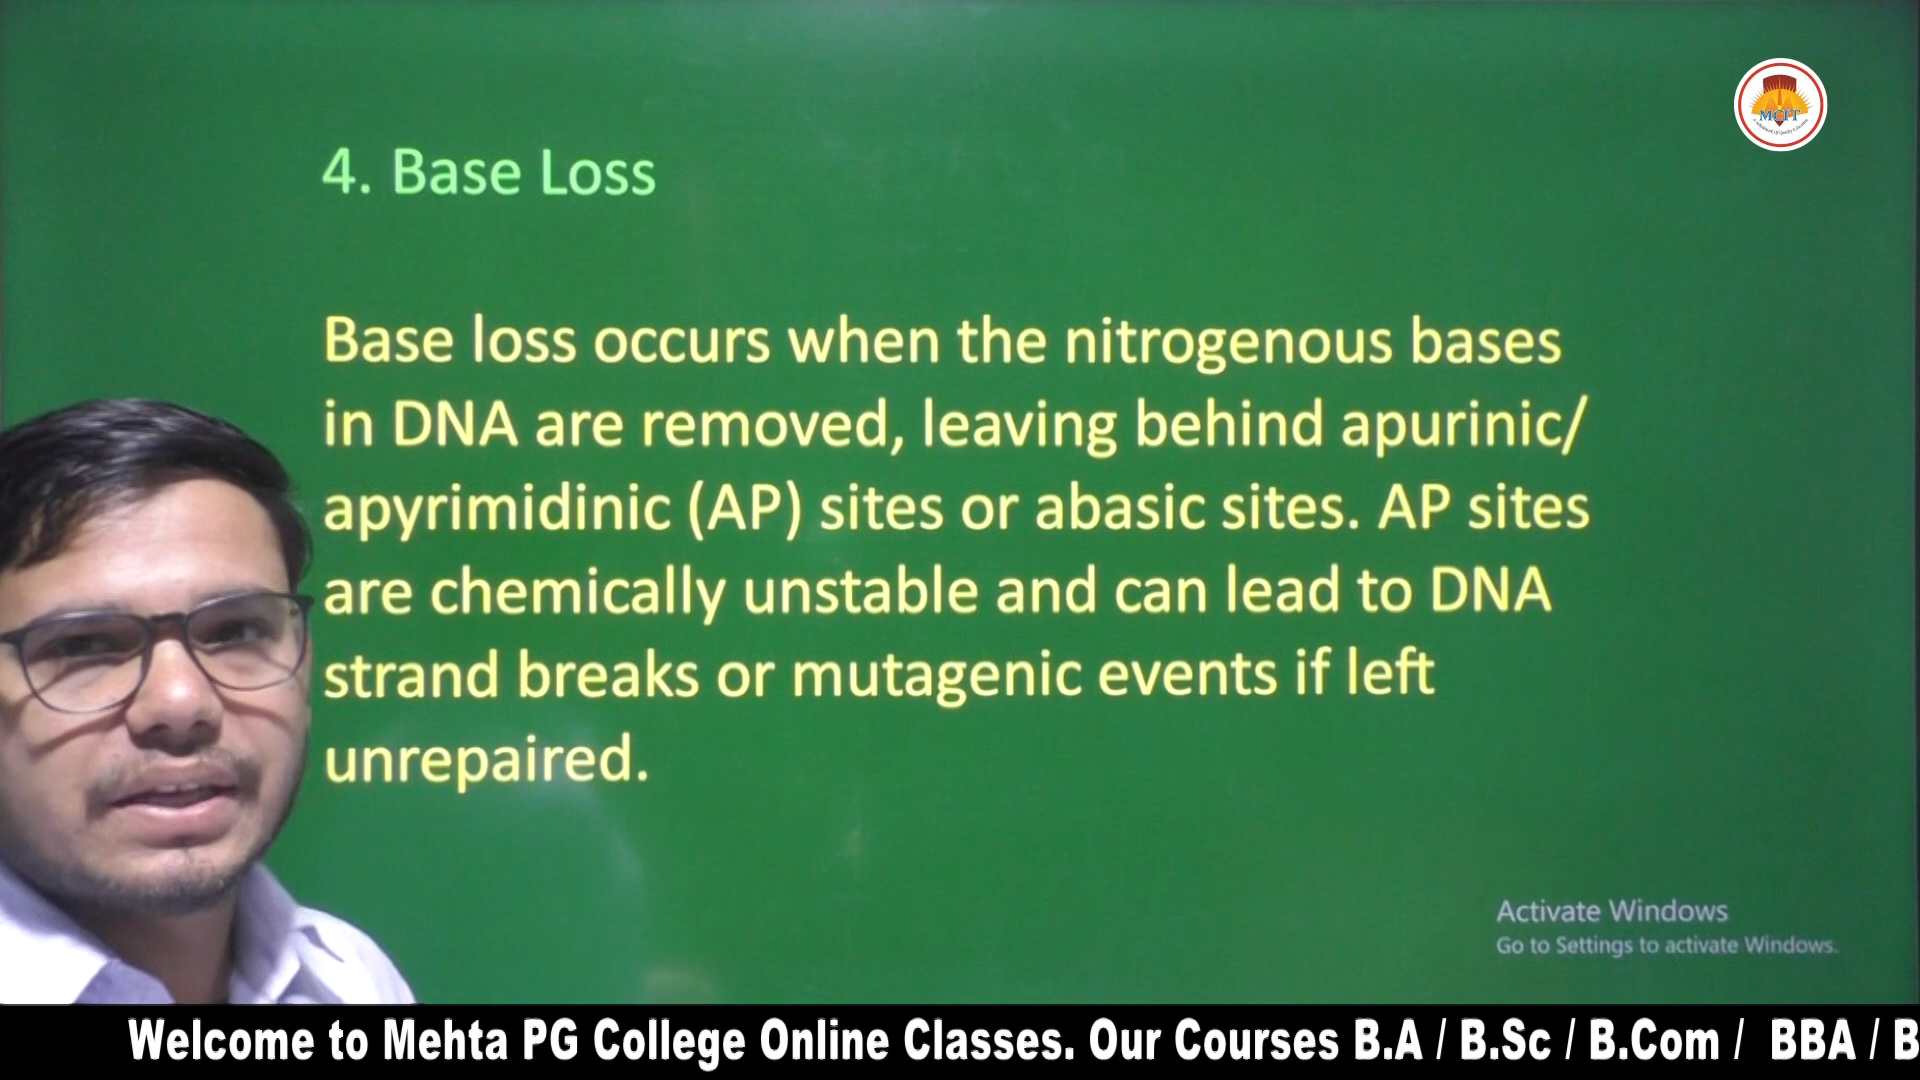 MCPT
4. Base Loss
Base loss occurs when the nitrogenous bases
in DNA are removed, leaving behind apurinic/
apyrimidinic (AP) sites or abasic sites. AP sites
are chemically unstable and can lead to DNA
strand breaks or mutagenic events if left
unrepaired.
Activate Windows
Go to Settings to activate Windows.
Welcome to Mehta PG College Online Classes. Our Courses B.A / B.Sc / B.Com / BBA / B